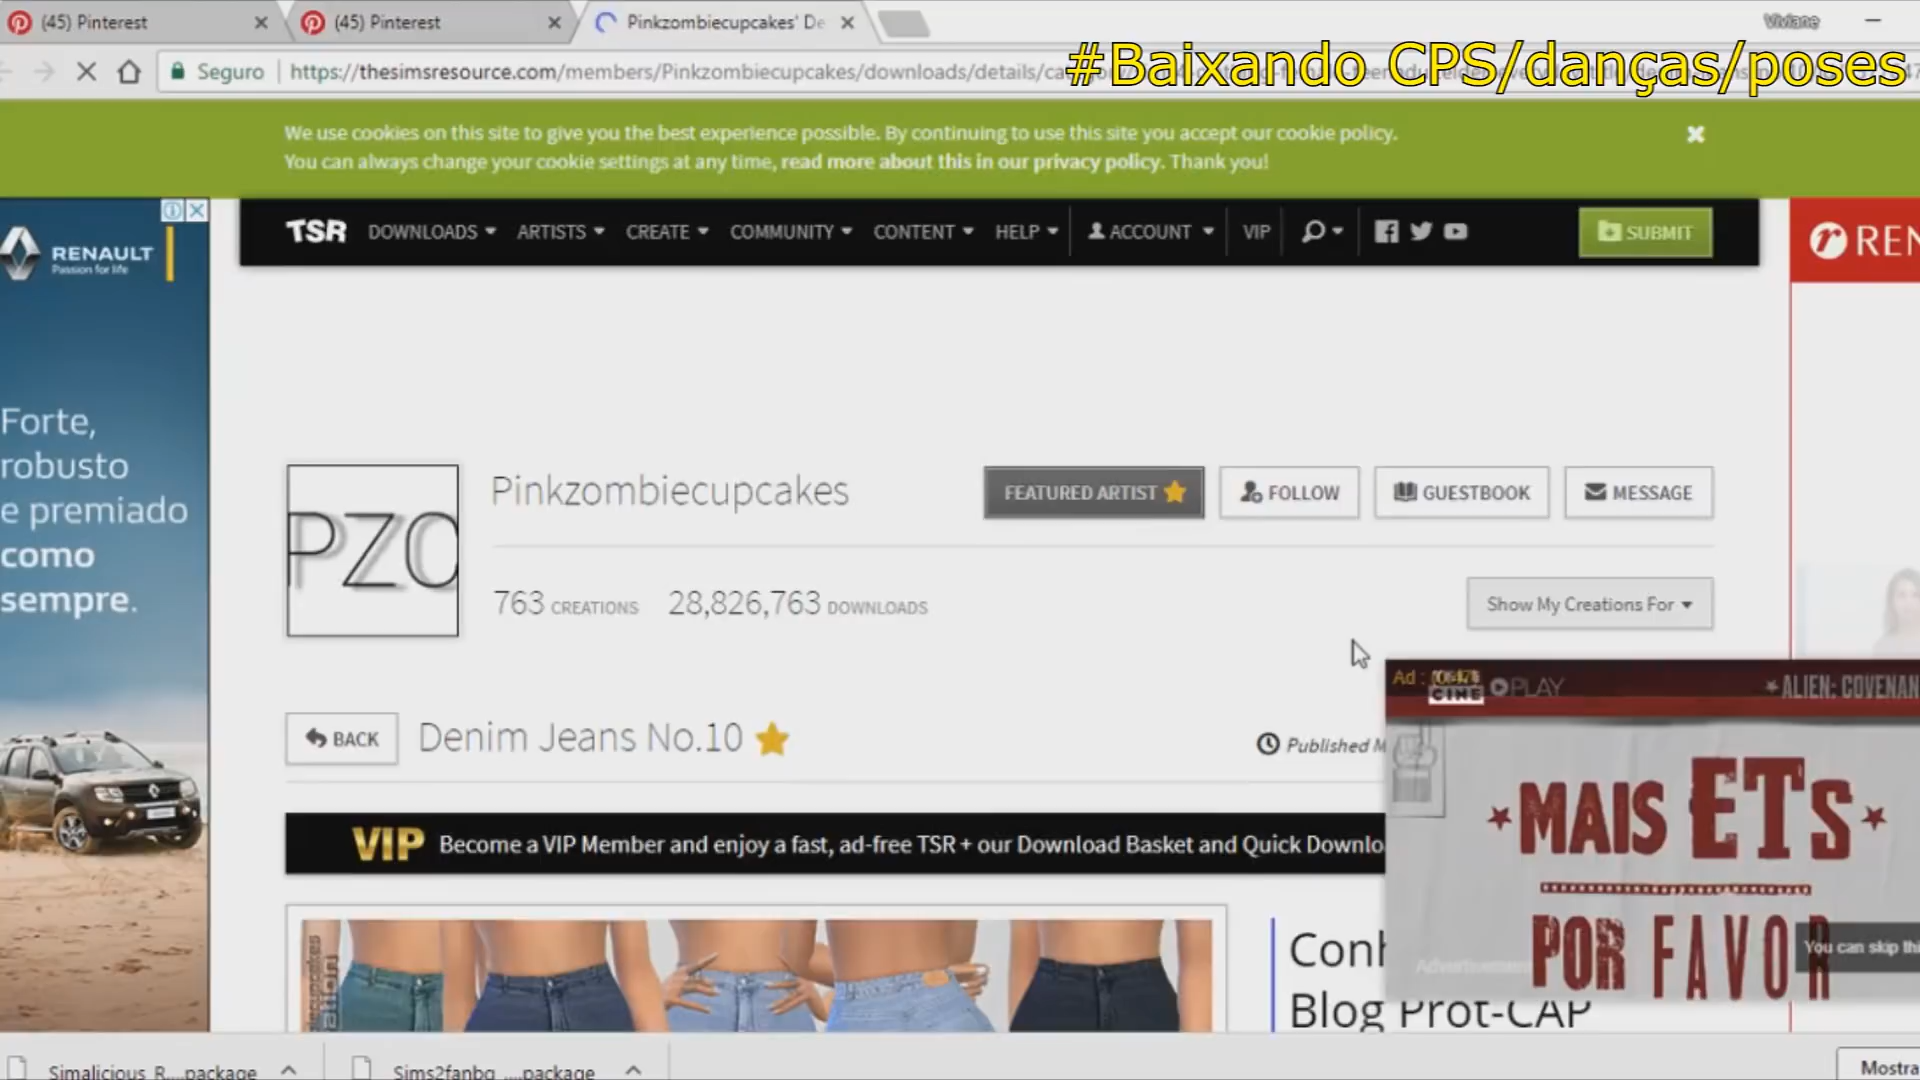 (45) Pinterest
(45) Pinterest
Pinkzombiecupcakes' De
Viviane
#Baixando CPS/danças/poses
Seguro
https://thesimsresource.com/members/Pinkzombiecupcakes/downloads/details/ca
We use cookies on this site to give you the best experience possible. By continuing to use this site you accept our cookie policy.
You can always change your cookie settings at any time, read more about this in our privacy policy. Thank you!
RENAULT
Passion for life
TSR
DOWNLOADS
ARTISTS
CREATE
COMMUNITY
CONTENT
HELP
ACCOUNT
VIP
SUBMIT
REN
Forte,
robusto
e premiado
como
sempre.
PZC
Pinkzombiecupcakes
FEATURED ARTIST
FOLLOW
GUESTBOOK
MESSAGE
763 CREATIONS
28,826,763 DOWNLOADS
Show My Creations For
Ad :
CINE
PLAY
ALIEN: COVENAN
BACK
Denim Jeans No.10
Published M
MAIS ETs
POR FAVOR
You can skip thi
VIP Become a VIP Member and enjoy a fast, ad-free TSR + our Download Basket and Quick Downlo
Conh
Blog Prot-CAP
Simalicious_R....package
Sims2fanbg_....package
Mostra